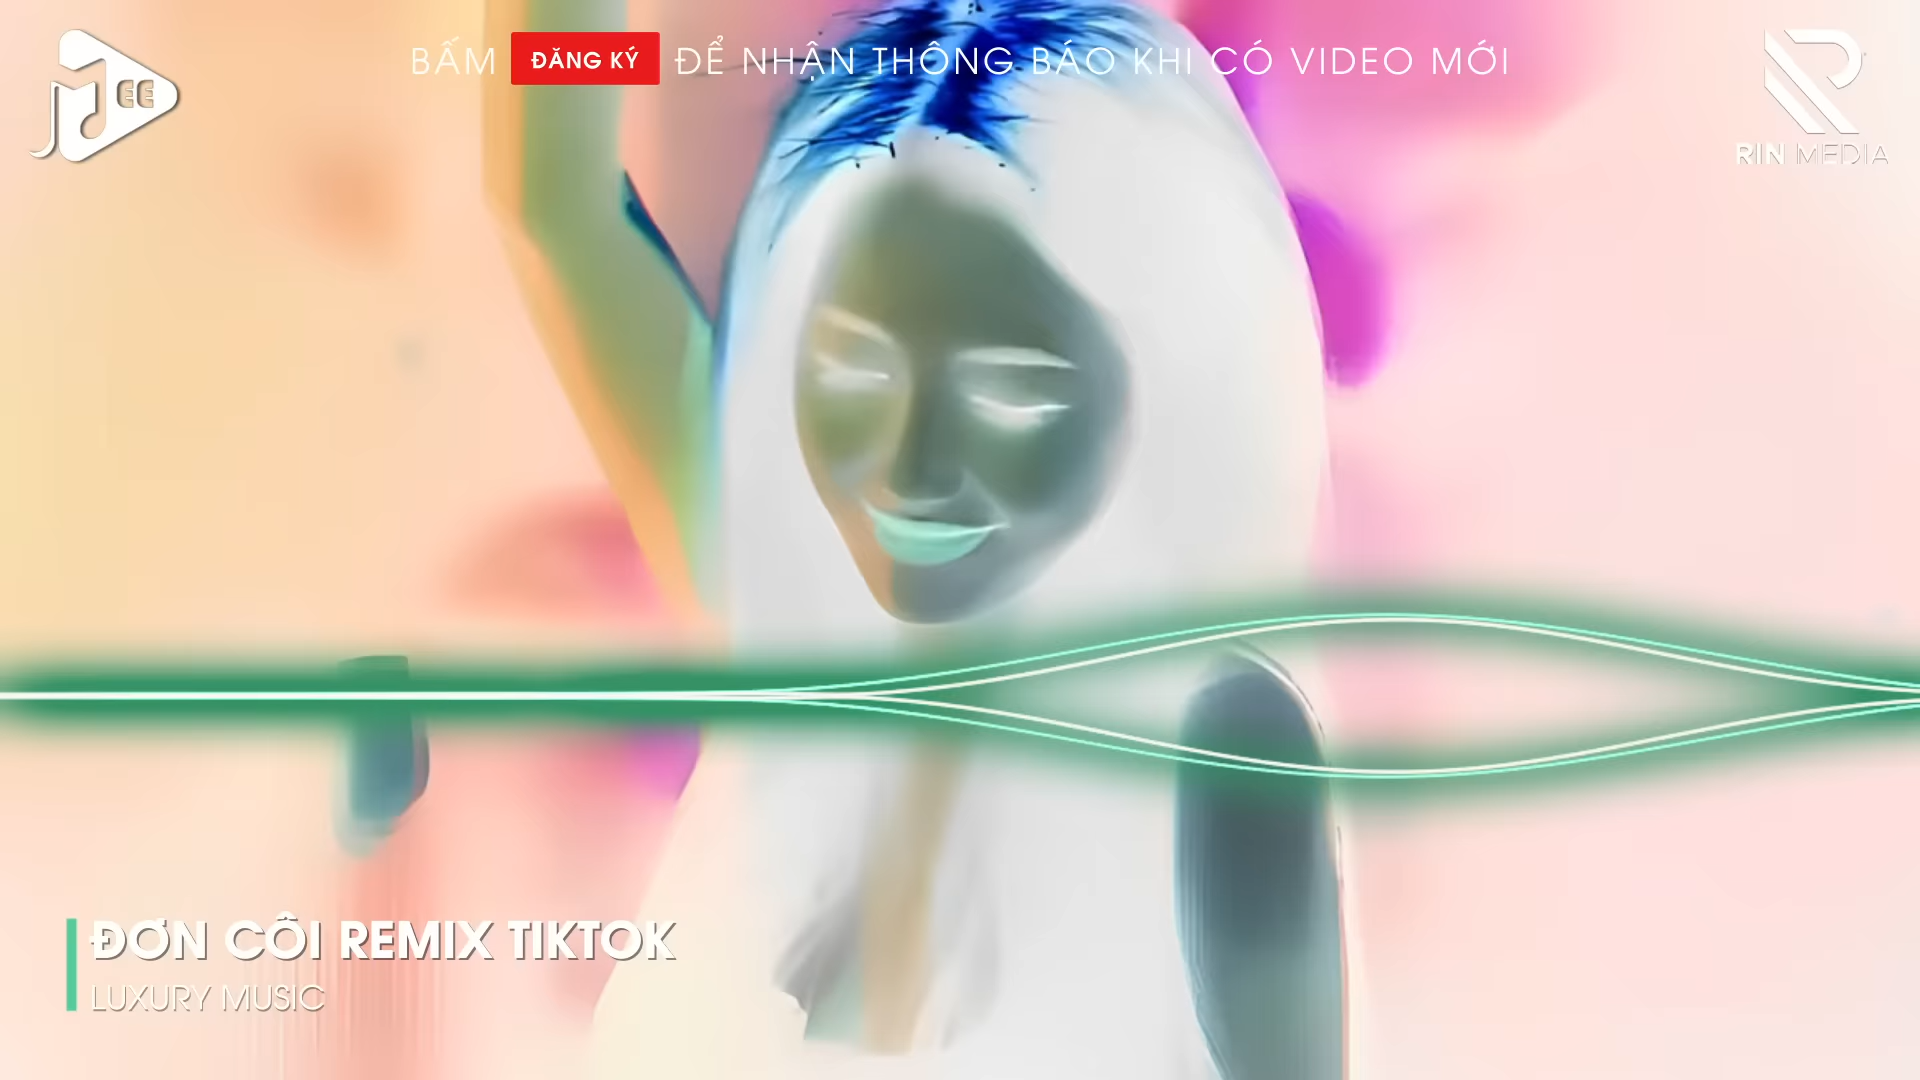 BẤM ĐĂNG KÝ ĐỂ NHẬN THÔNG BÁO KHI CÓ VIDEO MỚI
MEE
RIN MEDIA
ĐƠN CÔI REMIX TIKTOK
LUXURY MUSIC